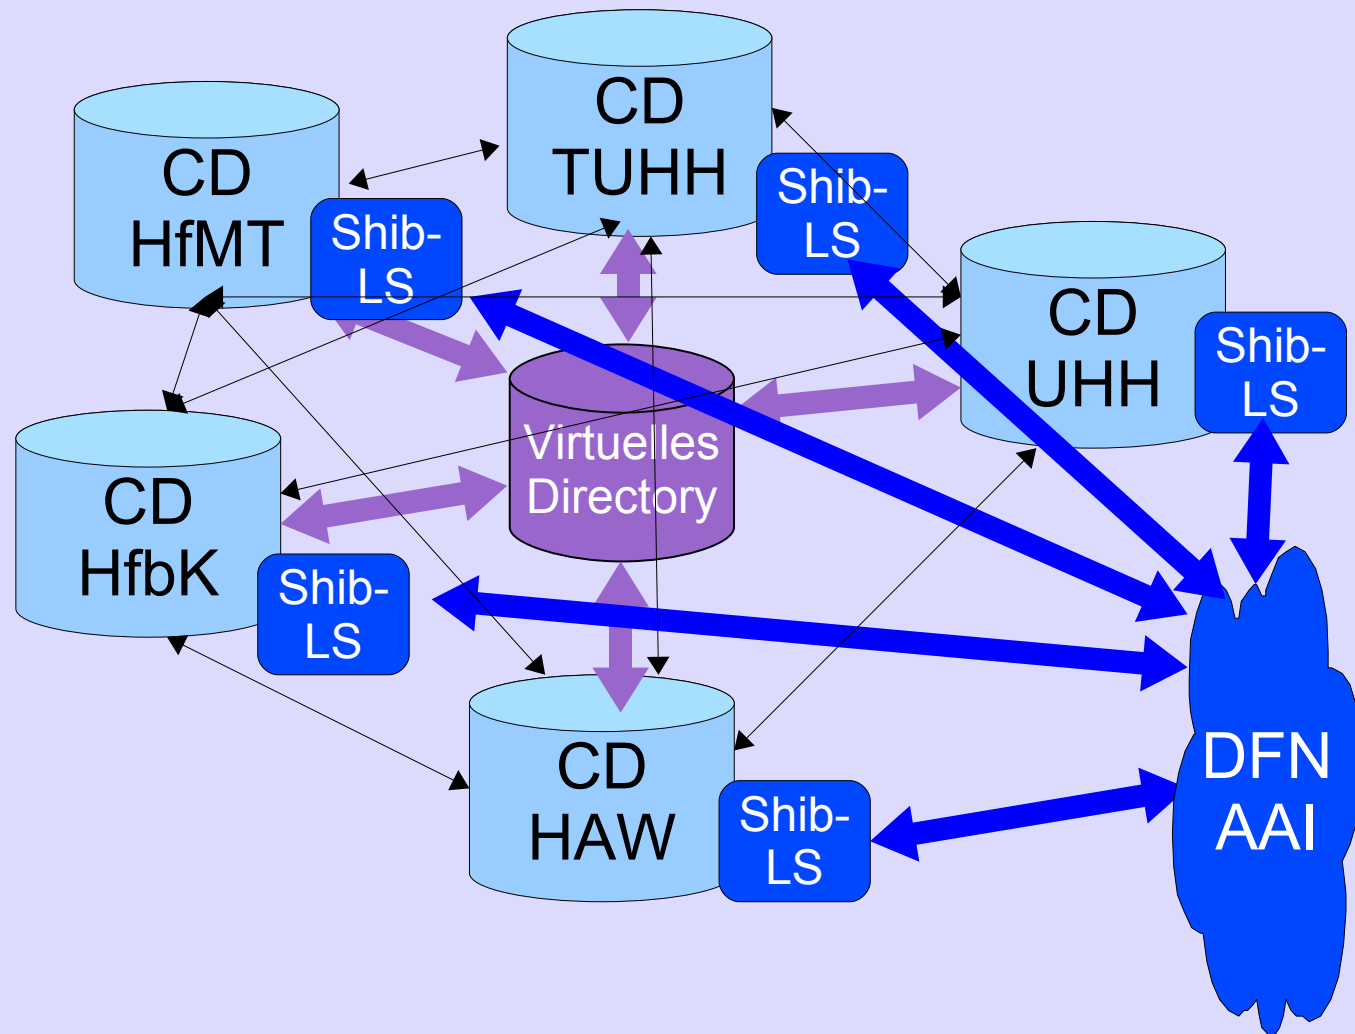 CD
TUHH
Shib-
LS
CD
HfMT
Shib-
LS
CD
UHH
Shib-
LS
Virtuelles
Directory
CD
HfbK
Shib-
LS
CD
HAW
Shib-
LS
DFN
AAI